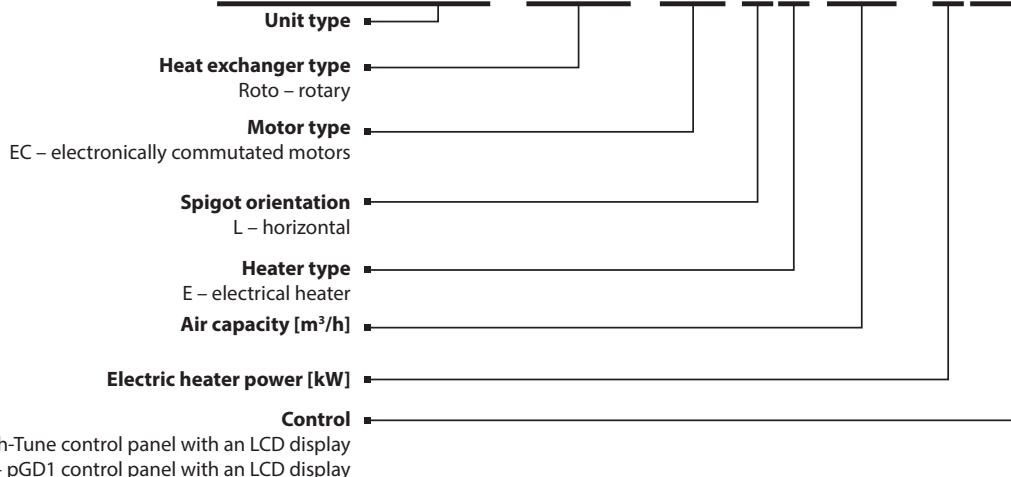 Unit type
Heat exchanger type
Roto – rotary
Motor type
EC – electronically commutated motors
Spigot orientation
L – horizontal
Heater type
E – electrical heater
Air capacity [m³/h]
Electric heater power [kW]
Control
h-Tune control panel with an LCD display
- pGD1 control panel with an LCD display